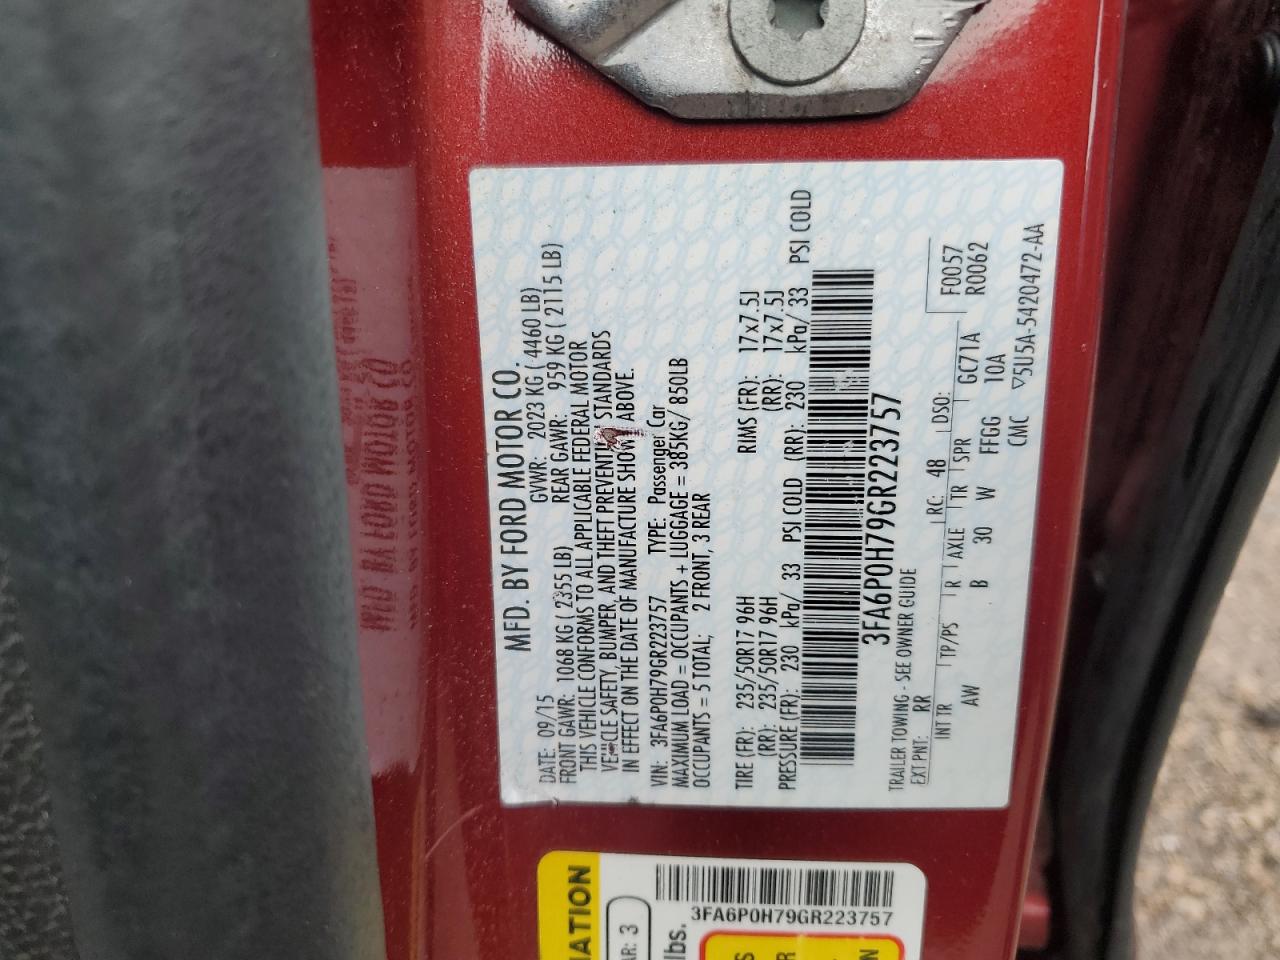 MFD. BY FORD MOTOR CO.
DATE: 09/15 GVWR: 2023 KG ( 4460 LB)
FRONT GAWR: 1068 KG ( 2355 LB) REAR GAWR: 959 KG ( 2115 LB)
THIS VEHICLE CONFORMS TO ALL APPLICABLE FEDERAL MOTOR
VEHICLE SAFETY, BUMPER, AND THEFT PREVENTION STANDARDS
IN EFFECT ON THE DATE OF MANUFACTURE SHOWN ABOVE.
VIN: 3FA6P0H79GR223757 TYPE: Passenger Car
MAXIMUM LOAD = OCCUPANTS + LUGGAGE = 385KG/ 850LB
OCCUPANTS = 5 TOTAL; 2 FRONT, 3 REAR
TIRE (FR): 235/50R17 96H RIMS (FR): 17x7.5J
(RR): 235/50R17 96H (RR): 17x7.5J
PRESSURE (FR): 230 kPa/ 33 PSI COLD (RR): 230 kPa/ 33 PSI COLD
3FA6P0H79GR223757
TRAILER TOWING - SEE OWNER GUIDE
EXT PNT: RR RC: 48 DSO: F0057
R0062
INT TR TP/PS R AXLE TR SPR GC71A
AW B 30 W FFGG 10A
CMC ▽5U5A-5420472-AA
3
lbs.
3FA6P0H79GR223757